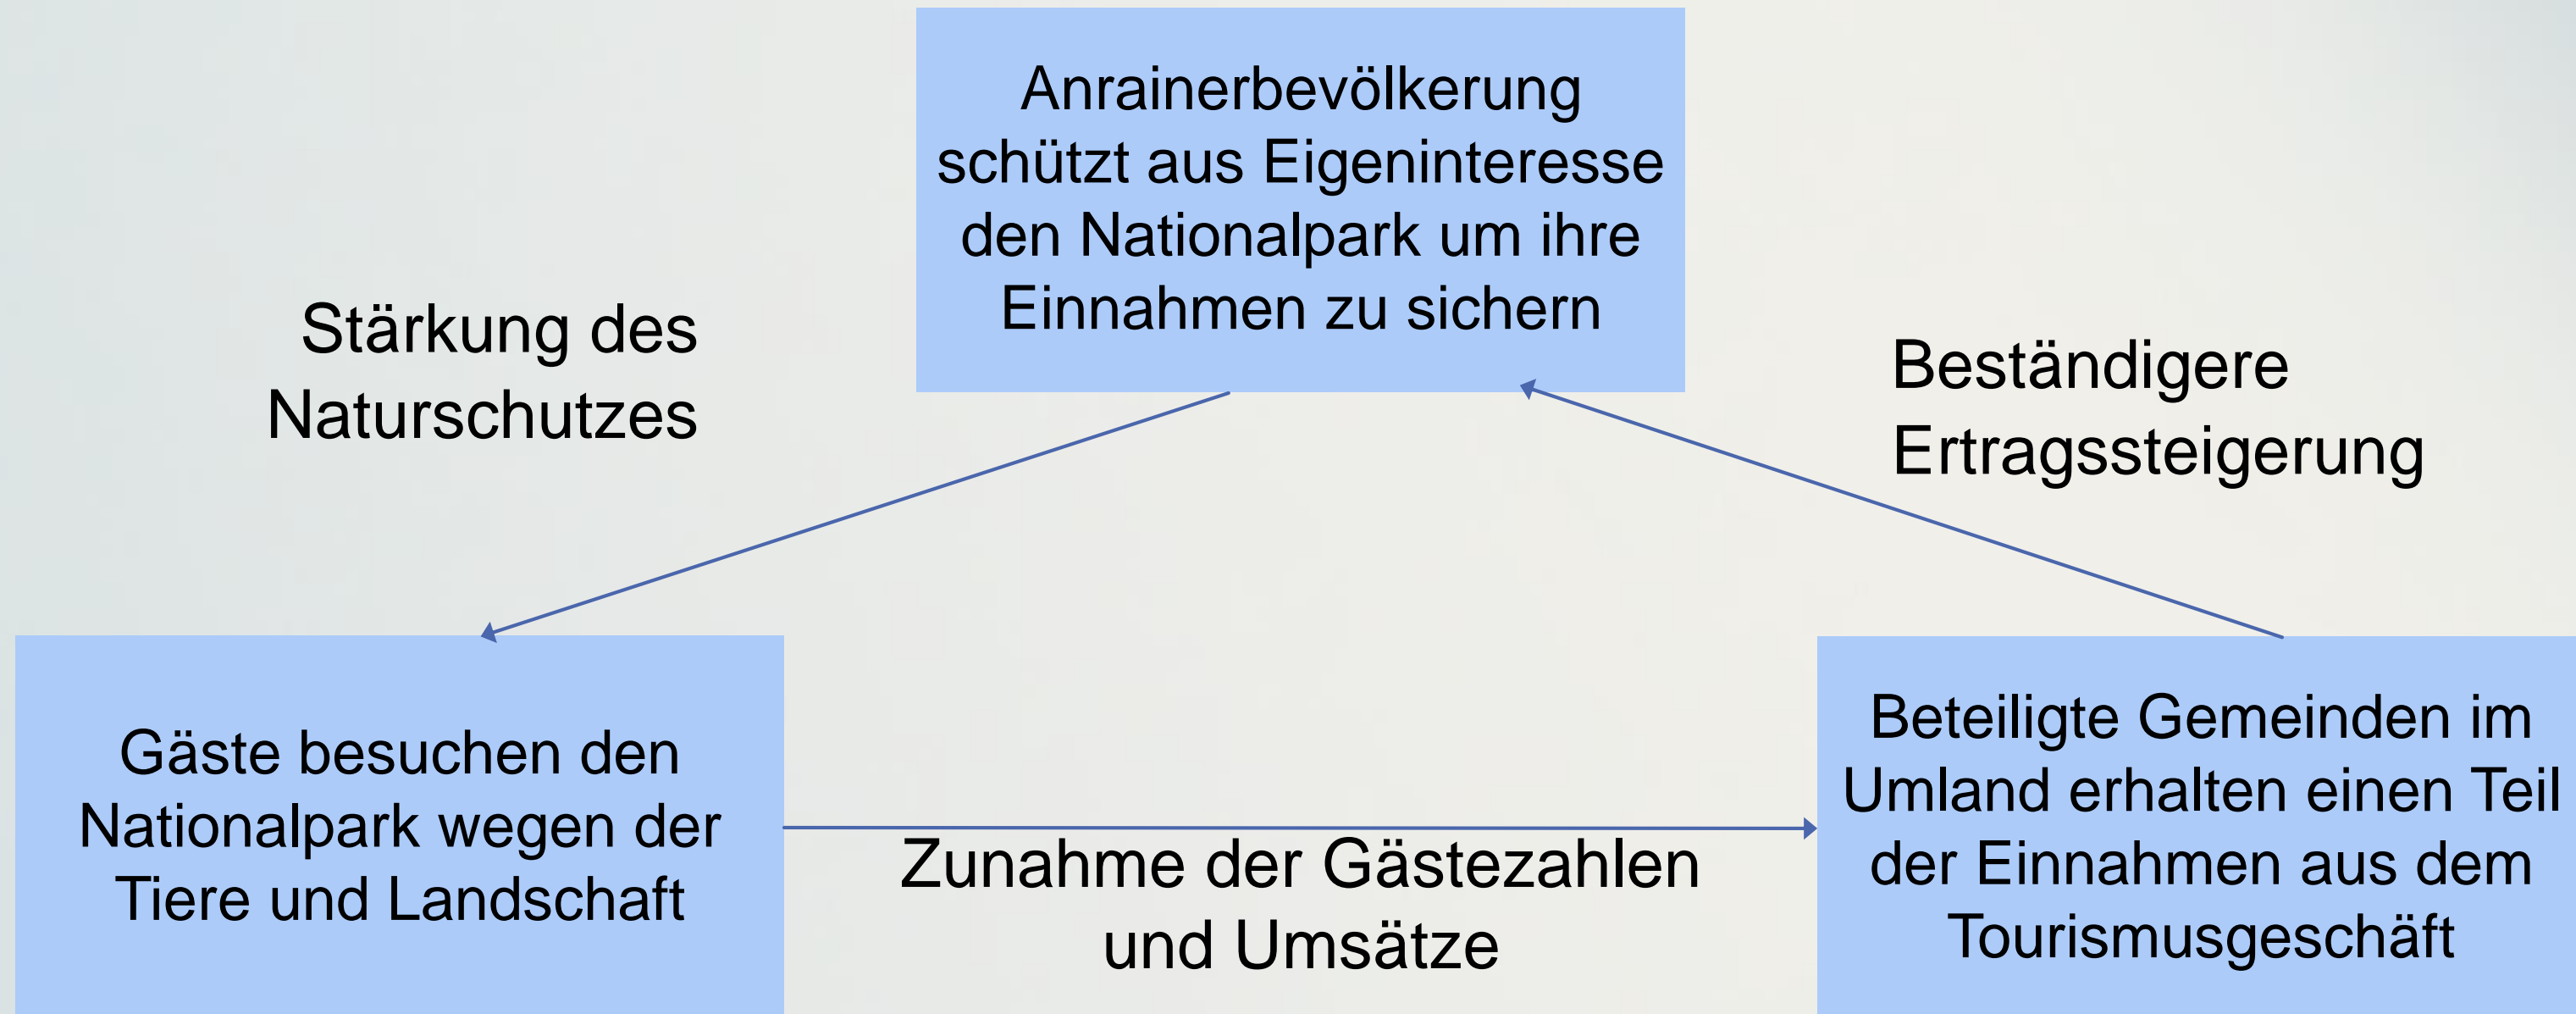 Anrainerbevölkerung
schützt aus Eigeninteresse
den Nationalpark um ihre
Einnahmen zu sichern
Stärkung des
Naturschutzes
Beständigere
Ertragssteigerung
Gäste besuchen den
Nationalpark wegen der
Tiere und Landschaft
Zunahme der Gästezahlen
und Umsätze
Beteiligte Gemeinden im
Umland erhalten einen Teil
der Einnahmen aus dem
Tourismusgeschäft